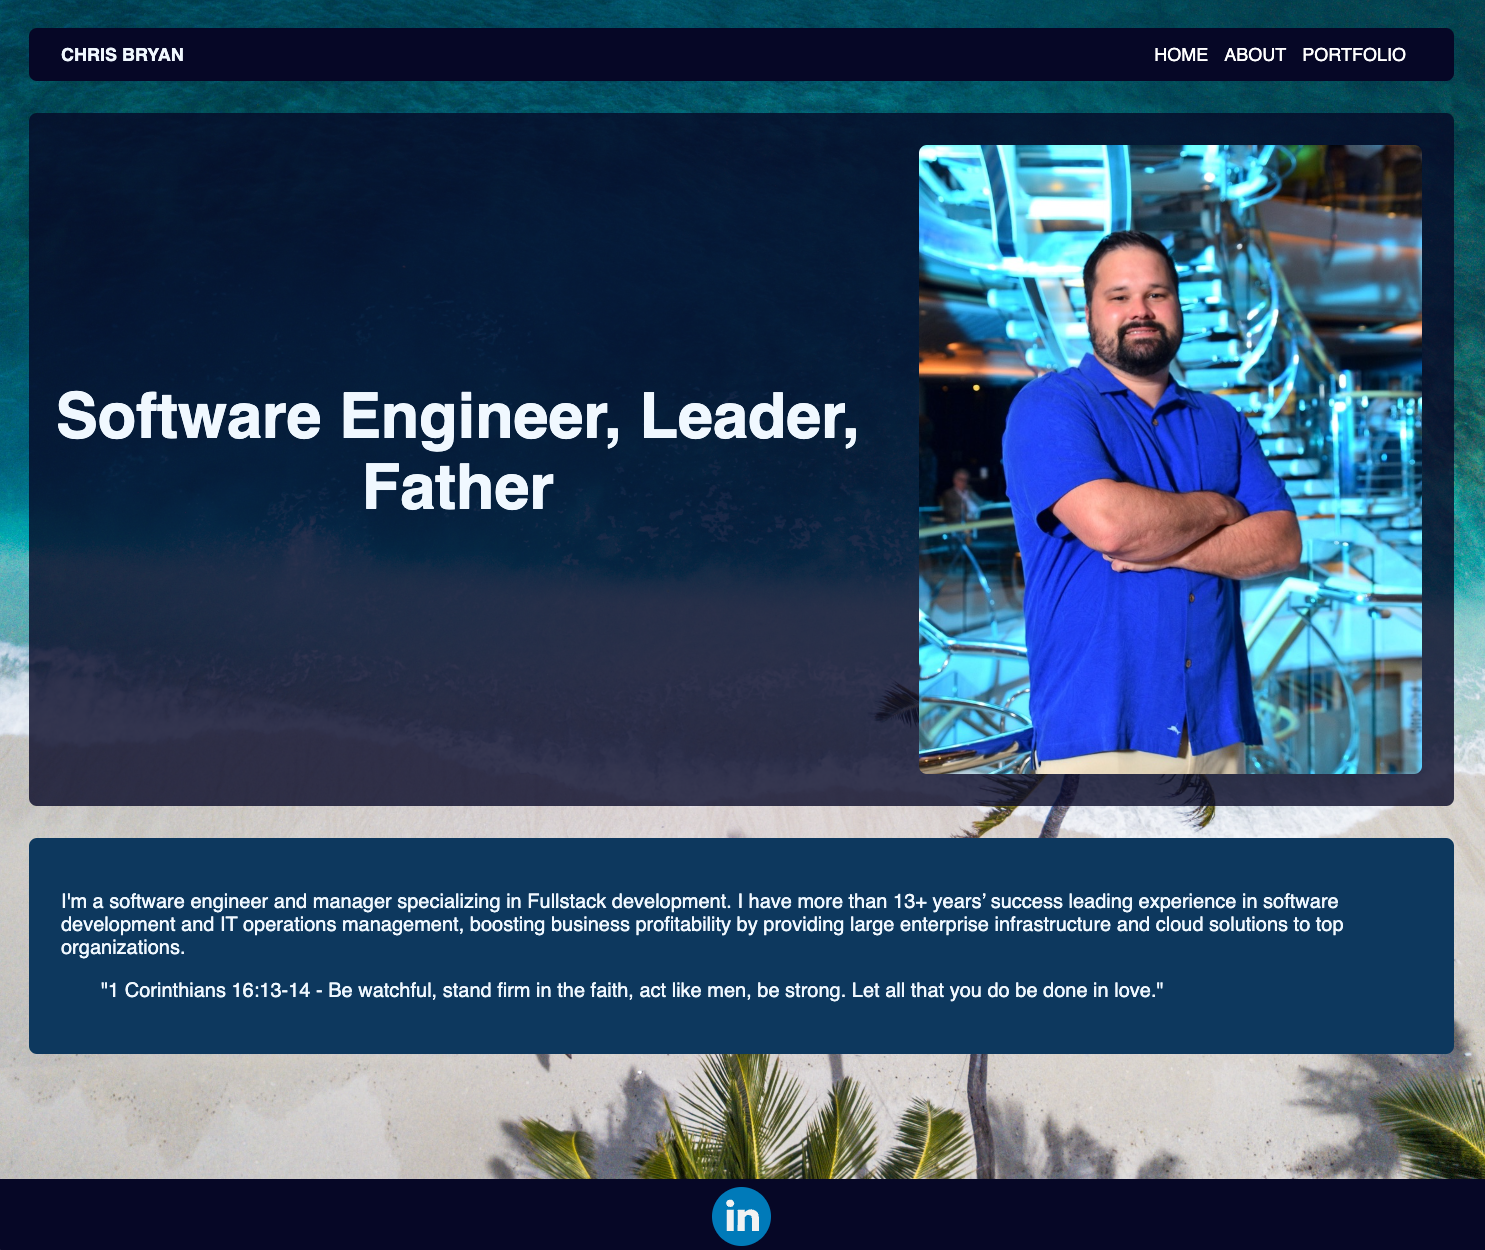 CHRIS BRYAN
HOME ABOUT PORTFOLIO
Software Engineer, Leader,
Father
I'm a software engineer and manager specializing in Fullstack development. I have more than 13+ years’ success leading experience in software
development and IT operations management, boosting business profitability by providing large enterprise infrastructure and cloud solutions to top
organizations.
"1 Corinthians 16:13-14 - Be watchful, stand firm in the faith, act like men, be strong. Let all that you do be done in love."
in